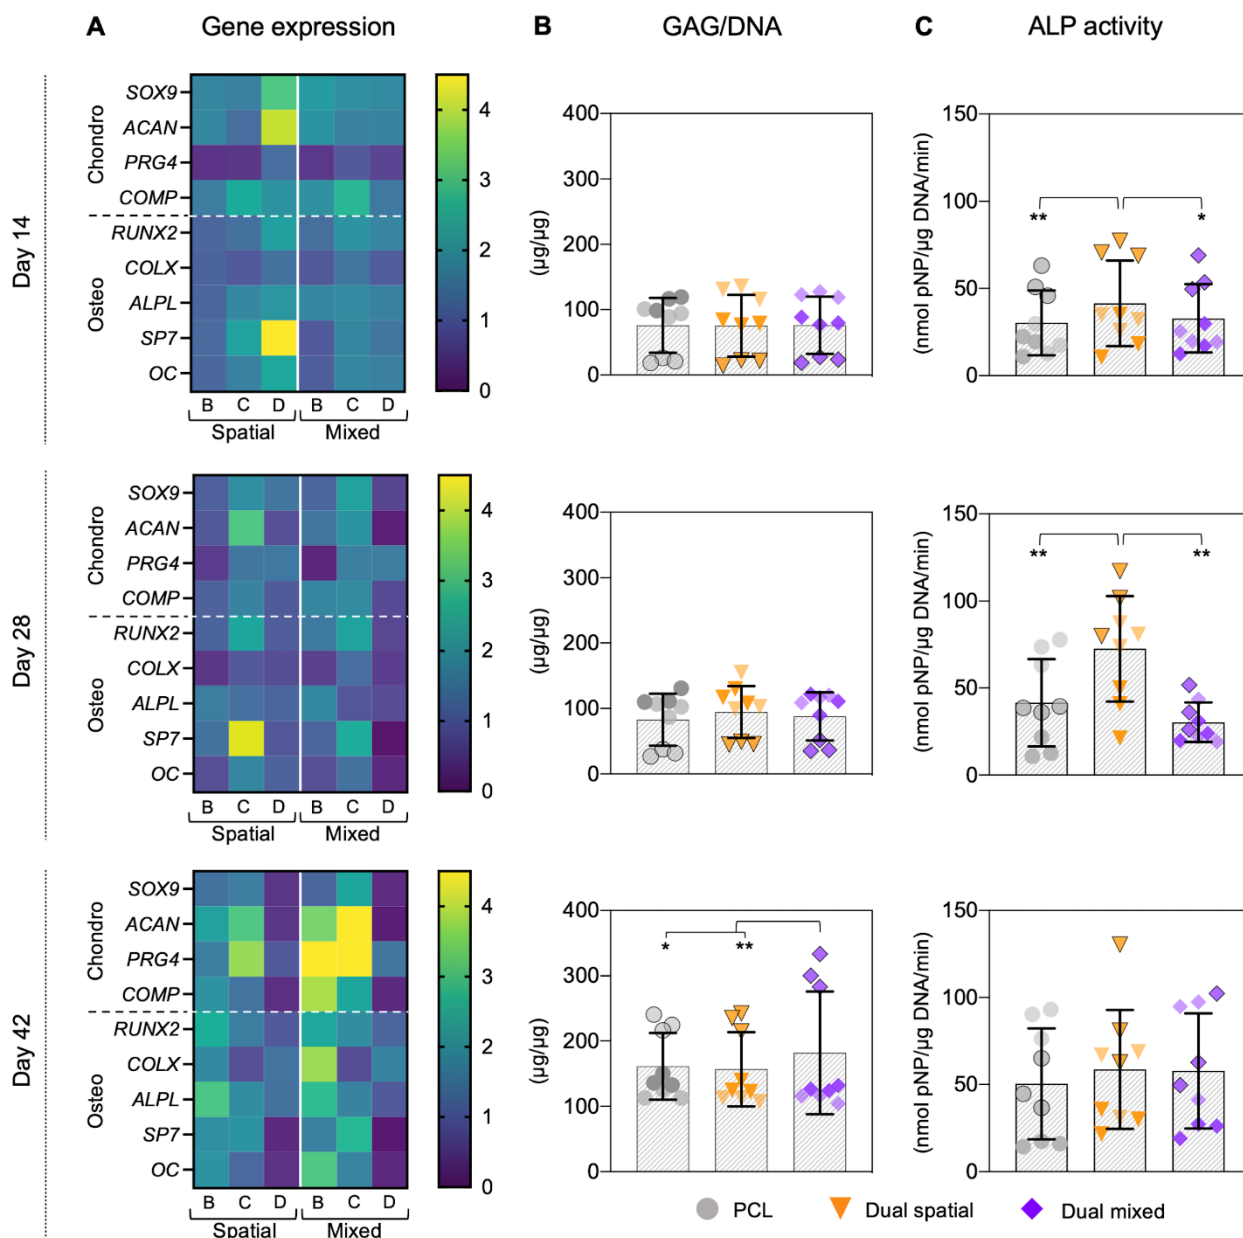 A Gene expression B GAG/DNA C ALP activity
Day 14
Chondro
SOX9
ACAN
PRG4
COMP
Osteo
RUNX2
COLX
ALPL
SP7
OC
B C D B C D
Spatial Mixed
4
3
2
1
0
(µg/µg)
400
300
200
100
0
(nmol pNP/µg DNA/min)
150
100
50
0
** *
Day 28
Chondro
SOX9
ACAN
PRG4
COMP
Osteo
RUNX2
COLX
ALPL
SP7
OC
B C D B C D
Spatial Mixed
4
3
2
1
0
(µg/µg)
400
300
200
100
0
(nmol pNP/µg DNA/min)
150
100
50
0
** **
Day 42
Chondro
SOX9
ACAN
PRG4
COMP
Osteo
RUNX2
COLX
ALPL
SP7
OC
B C D B C D
Spatial Mixed
4
3
2
1
0
(µg/µg)
400
300
200
100
0
* **
(nmol pNP/µg DNA/min)
150
100
50
0
PCL Dual spatial Dual mixed